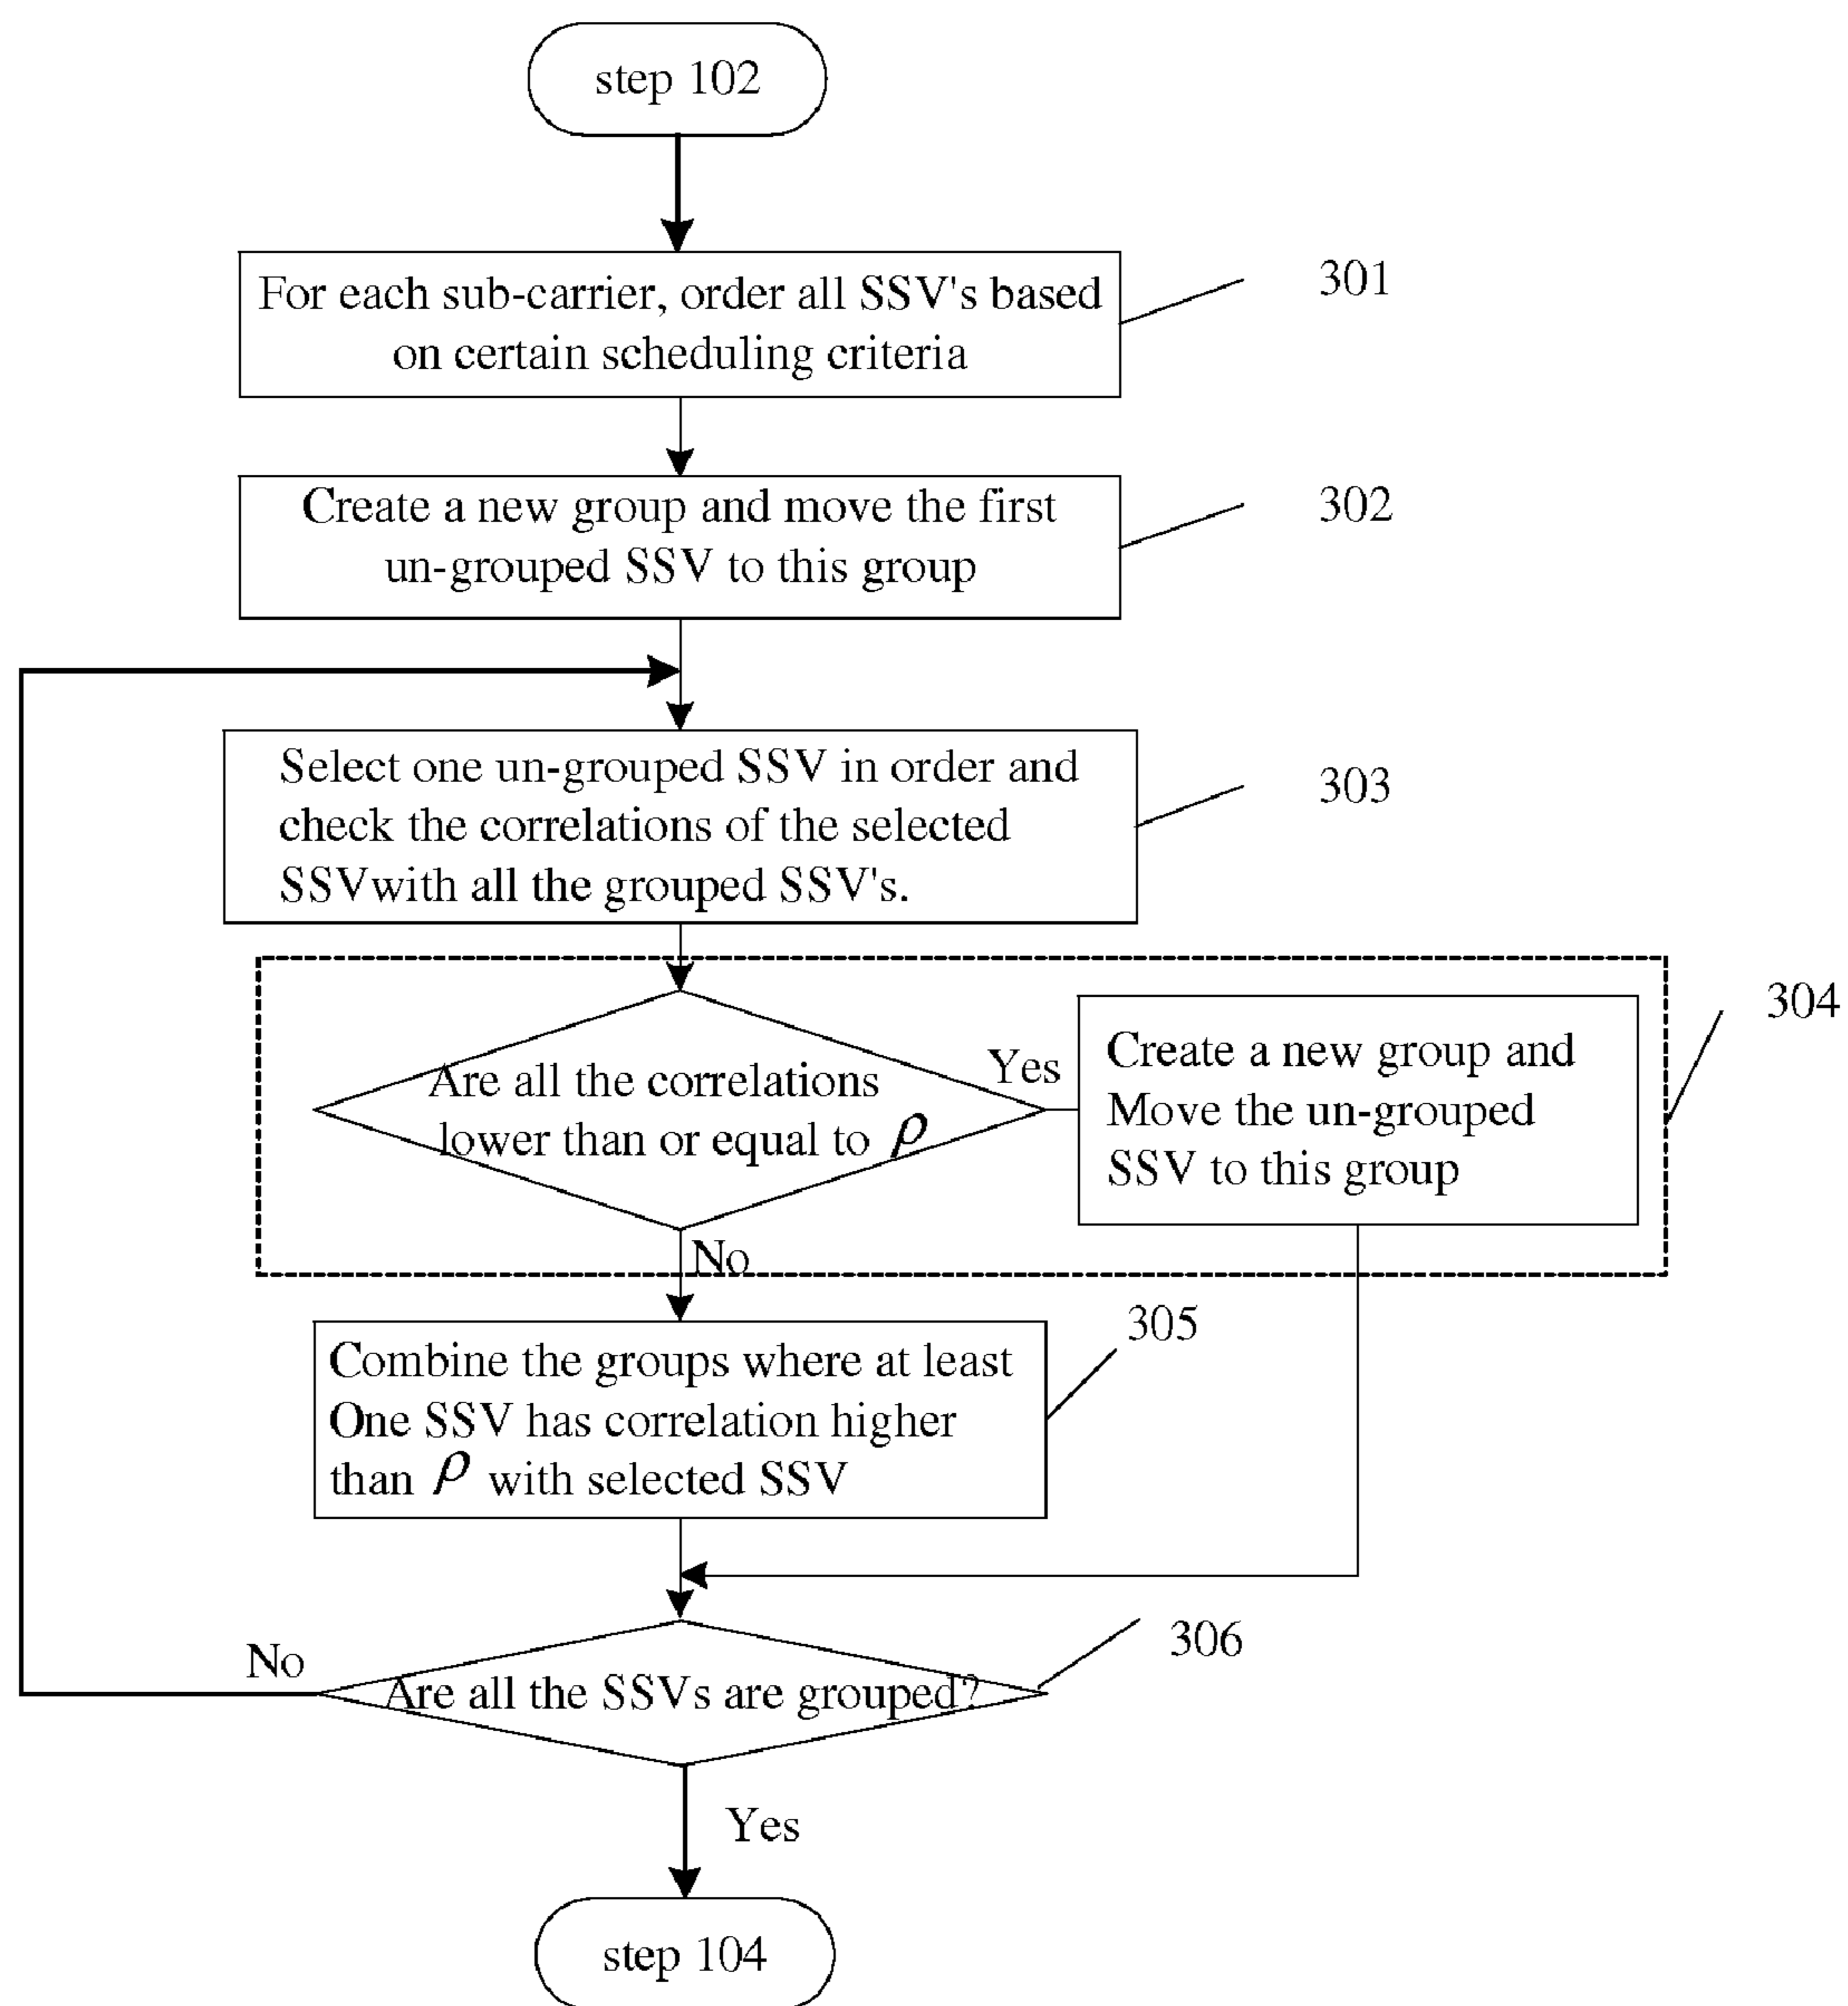 step 102
For each sub-carrier, order all SSV's based
on certain scheduling criteria
301
Create a new group and move the first
un-grouped SSV to this group
302
Select one un-grouped SSV in order and
check the correlations of the selected
SSVwith all the grouped SSV's.
303
304
Are all the correlations
lower than or equal to ρ
Yes
Create a new group and
Move the un-grouped
SSV to this group
No
305
Combine the groups where at least
One SSV has correlation higher
than ρ with selected SSV
306
No
Are all the SSVs are grouped?
Yes
step 104